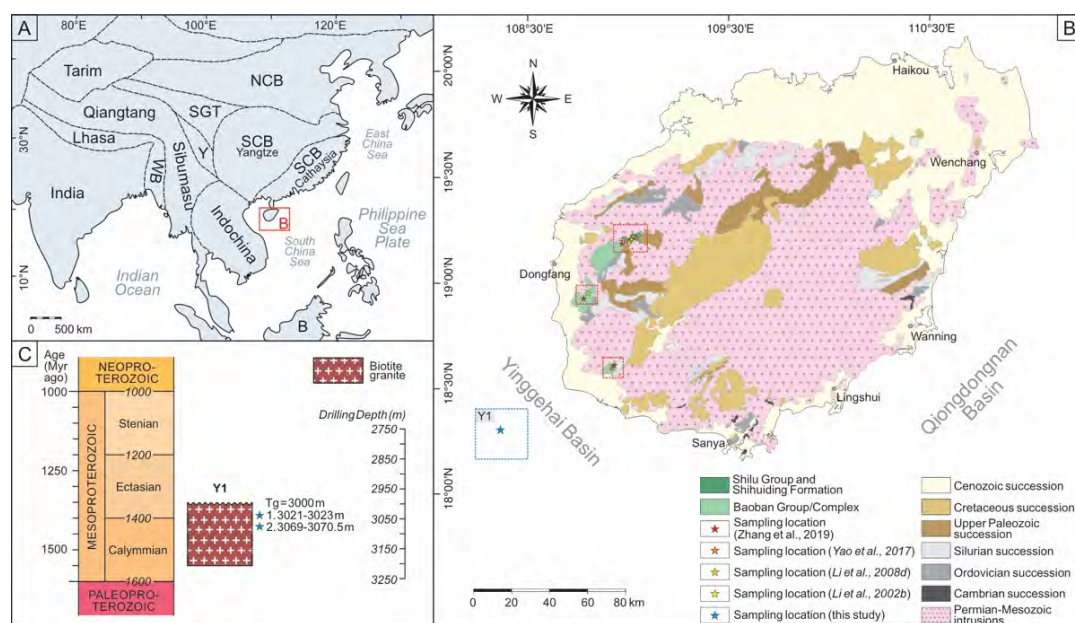 A
80°E
100°E
120°E
30°N
10°N
Tarim
NCB
Qiangtang
SGT
Lhasa
Y
SCB
Yangtze
SCB
Cathaysia
East China
Sea
WB
Sibumasu
India
Indochina
B
South
China
Sea
Philippine
Sea
Plate
Indian
Ocean
B
0
500 km
B
108°30'E
109°30'E
110°30'E
20°00'N
19°30'N
19°00'N
18°30'N
18°00'N
N
W
E
S
Haikou
Wenchang
Dongfang
Wanning
Lingshui
Sanya
Y1
Yinggehai Basin
Qiongdongnan
Basin
0
20
40
60
80 km
Shilu Group and
Shihuiding Formation
Baoban Group/Complex
Sampling location
(Zhang et al., 2019)
Sampling location (Yao et al., 2017)
Sampling location (Li et al., 2008d)
Sampling location (Li et al., 2002b)
Sampling location (this study)
Cenozoic succession
Cretaceous succession
Upper Paleozoic
succession
Silurian succession
Ordovician succession
Cambrian succession
Permian-Mesozoic
intrusions
C
Age
(Myr
ago)
1000
1250
1500
NEOPRO-
TEROZOIC
1000
Stenian
1200
Ectasian
1400
Calymmian
1600
MESOPROTEROZOIC
PALEOPRO-
TEROZOIC
Biotite
granite
Drilling Depth (m)
2750
2850
2950
3050
3150
3250
Y1
Tg=3000m
1.3021-3023m
2.3069-3070.5m